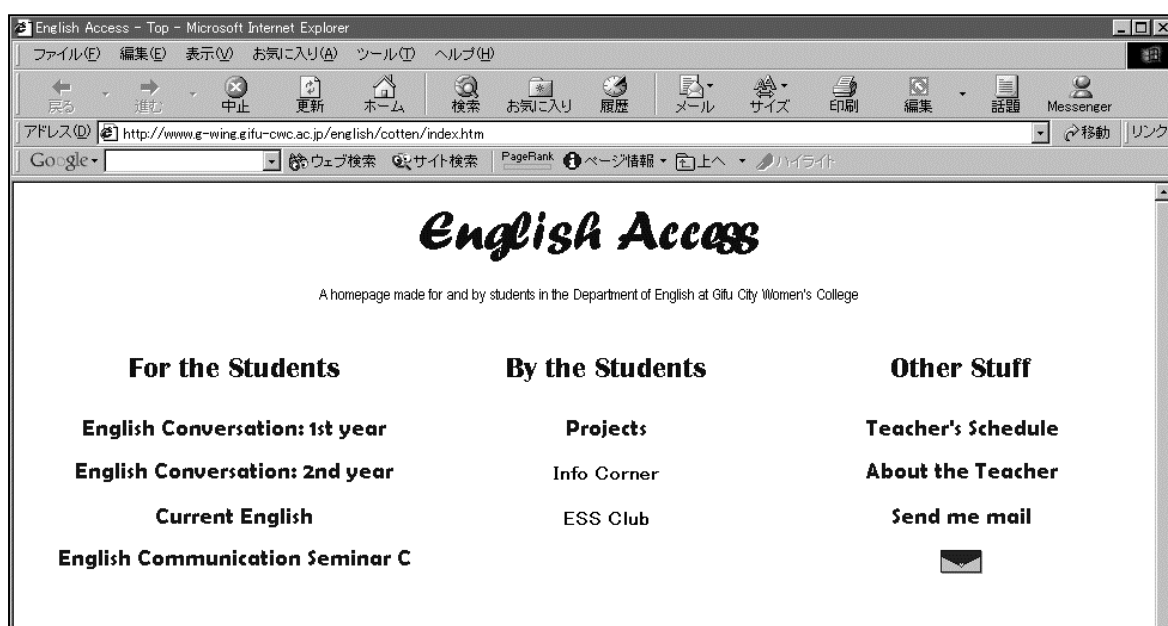 English Access - Top - Microsoft Internet Explorer
ファイル(F) 編集(E) 表示(V) お気に入り(A) ツール(T) ヘルプ(H)
戻る 進む 中止 更新 ホーム 検索 お気に入り 履歴 メール サイズ 印刷 編集 話題 Messenger
アドレス(D) http://www.g-wing.gifu-cwc.ac.jp/english/cotten/index.htm 移動 リンク
Google ウェブ検索 サイト検索 PageRank ページ情報 上へ ハイライト
English Access
A homepage made for and by students in the Department of English at Gifu City Women's College
For the Students By the Students Other Stuff
English Conversation: 1st year Projects Teacher's Schedule
English Conversation: 2nd year Info Corner About the Teacher
Current English ESS Club Send me mail
English Communication Seminar C